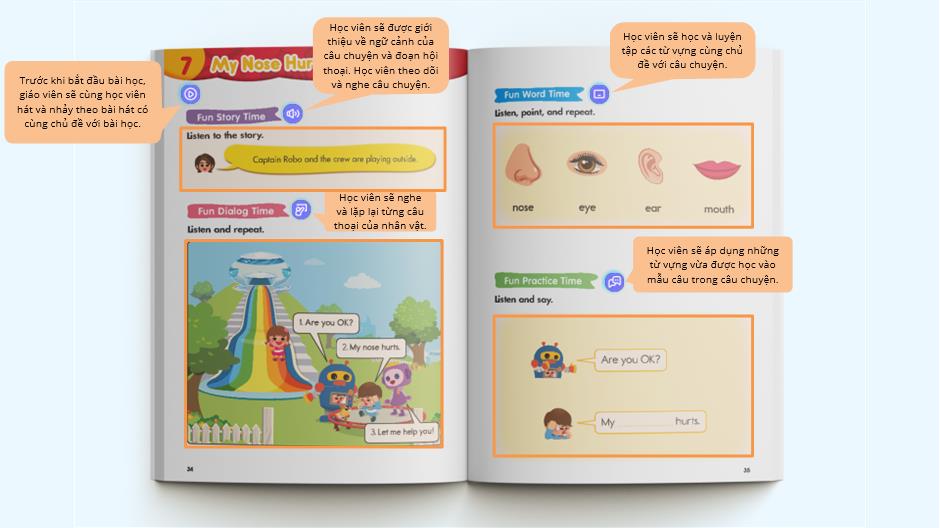 Học viên sẽ được giới
thiệu về ngữ cảnh của
câu chuyện và đoạn hội
thoại. Học viên theo dõi
và nghe câu chuyện.
Trước khi bắt đầu bài học,
giáo viên sẽ cùng học viên
hát và nhảy theo bài hát có
cùng chủ đề với bài học.
7 My Nose
Fun Story Time
Listen to the story.
Captain Robo and the crew are playing outside.
Fun Dialog Time
Học viên sẽ nghe
và lặp lại từng câu
thoại của nhân vật.
Listen and repeat.
1. Are you OK?
2. My nose hurts.
3. Let me help you!
34
Học viên sẽ học và luyện
tập các từ vựng cùng chủ
đề với câu chuyện.
Fun Word Time
Listen, point, and repeat.
nose eye ear mouth
Học viên sẽ áp dụng những
từ vựng vừa được học vào
mẫu câu trong câu chuyện.
Fun Practice Time
Listen and say.
Are you OK?
My ________ hurts.
35